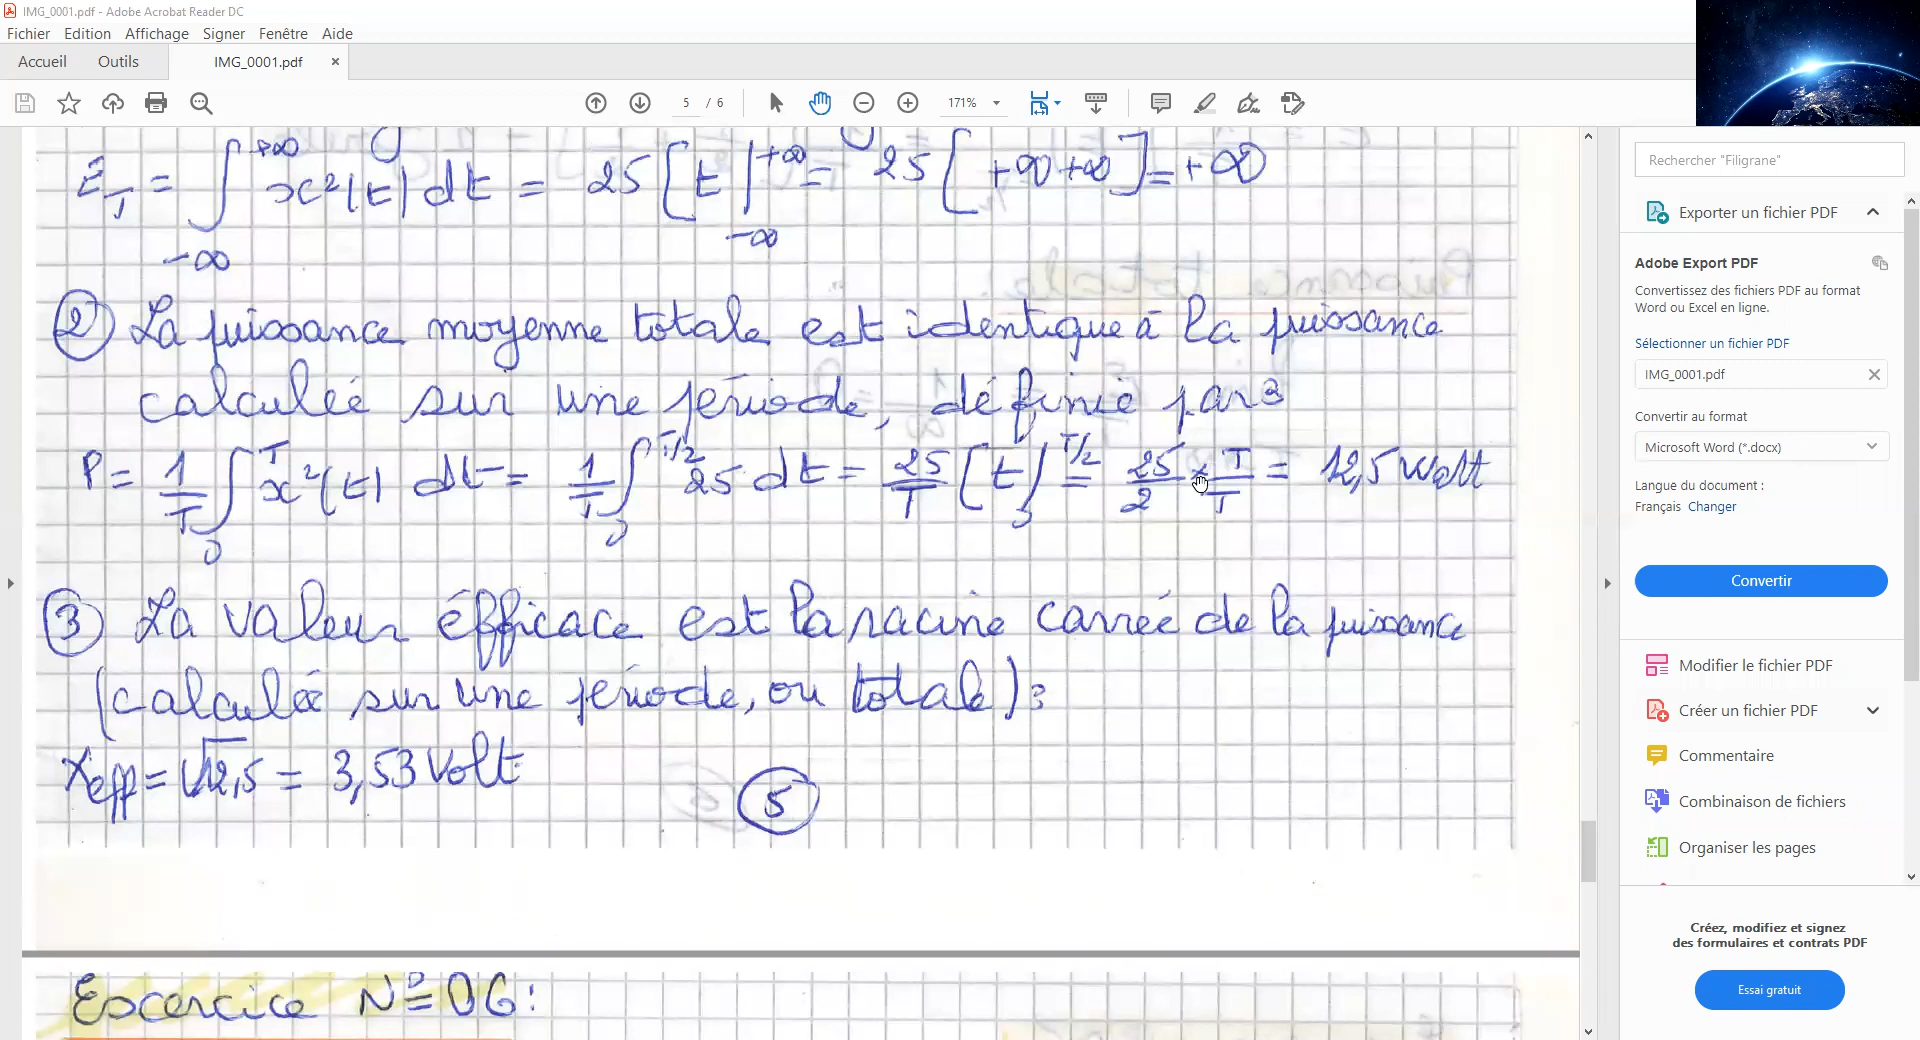 IMG_0001.pdf - Adobe Acrobat Reader DC
Fichier Edition Affichage Signer Fenêtre Aide
Accueil Outils IMG_0001.pdf ×
5 / 6 171%
E_T = ∫_{-∞}^{+∞} x²(t) dt = 25 [t]_{-∞}^{+∞} = 25 [+∞+∞] = +∞
② La puissance moyenne totale est identique à la puissance
calculée sur une période, définie par:
P = 1/T ∫_0^T x²(t) dt = 1/T ∫_0^{T/2} 25 dt = 25/T [t]_0^{T/2} = 25/2 × T/T = 12,5 Watt
③ La valeur éfficace est la racine carrée de la puissance
(calculée sur une période, ou totale):
X_eff = √12,5 = 3,53 Volt
⑤
Exercice N°=06:
Rechercher "Filigrane"
Exporter un fichier PDF
Adobe Export PDF
Convertissez des fichiers PDF au format
Word ou Excel en ligne.
Sélectionner un fichier PDF
IMG_0001.pdf
Convertir au format
Microsoft Word (*.docx)
Langue du document :
Français Changer
Convertir
Modifier le fichier PDF
Créer un fichier PDF
Commentaire
Combinaison de fichiers
Organiser les pages
Créez, modifiez et signez
des formulaires et contrats PDF
Essai gratuit